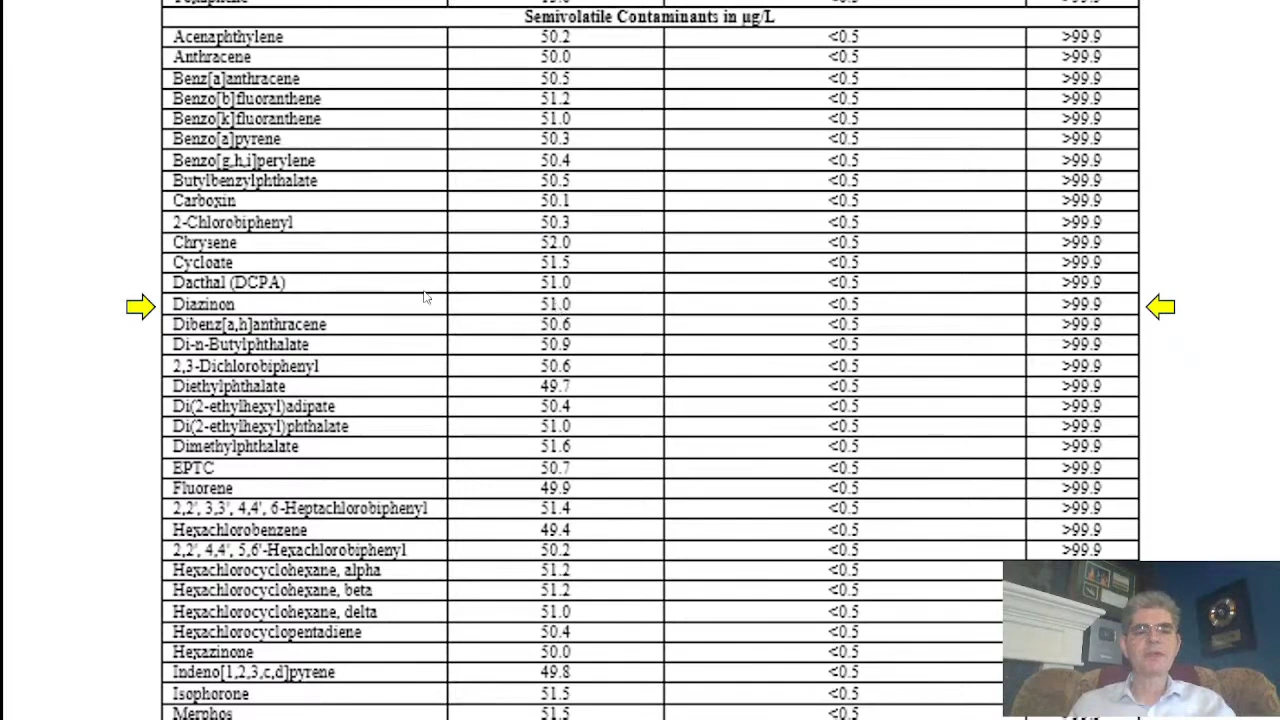 Semivolatile Contaminants in µg/L
Acenaphthylene 50.2 <0.5 >99.9
Anthracene 50.0 <0.5 >99.9
Benz[a]anthracene 50.5 <0.5 >99.9
Benzo[b]fluoranthene 51.2 <0.5 >99.9
Benzo[k]fluoranthene 51.0 <0.5 >99.9
Benzo[a]pyrene 50.3 <0.5 >99.9
Benzo[g,h,i]perylene 50.4 <0.5 >99.9
Butylbenzylphthalate 50.5 <0.5 >99.9
Carboxin 50.1 <0.5 >99.9
2-Chlorobiphenyl 50.3 <0.5 >99.9
Chrysene 52.0 <0.5 >99.9
Cycloate 51.5 <0.5 >99.9
Dacthal (DCPA) 51.0 <0.5 >99.9
Diazinon 51.0 <0.5 >99.9
Dibenz[a,h]anthracene 50.6 <0.5 >99.9
Di-n-Butylphthalate 50.9 <0.5 >99.9
2,3-Dichlorobiphenyl 50.6 <0.5 >99.9
Diethylphthalate 49.7 <0.5 >99.9
Di(2-ethylhexyl)adipate 50.4 <0.5 >99.9
Di(2-ethylhexyl)phthalate 51.0 <0.5 >99.9
Dimethylphthalate 51.6 <0.5 >99.9
EPTC 50.7 <0.5 >99.9
Fluorene 49.9 <0.5 >99.9
2,2', 3,3', 4,4', 6-Heptachlorobiphenyl 51.4 <0.5 >99.9
Hexachlorobenzene 49.4 <0.5 >99.9
2,2', 4,4', 5,6'-Hexachlorobiphenyl 50.2 <0.5 >99.9
Hexachlorocyclohexane, alpha 51.2 <0.5
Hexachlorocyclohexane, beta 51.2 <0.5
Hexachlorocyclohexane, delta 51.0 <0.5
Hexachlorocyclopentadiene 50.4 <0.5
Hexazinone 50.0 <0.5
Indeno[1,2,3,c,d]pyrene 49.8 <0.5
Isophorone 51.5 <0.5
Merphos 51.5 <0.5